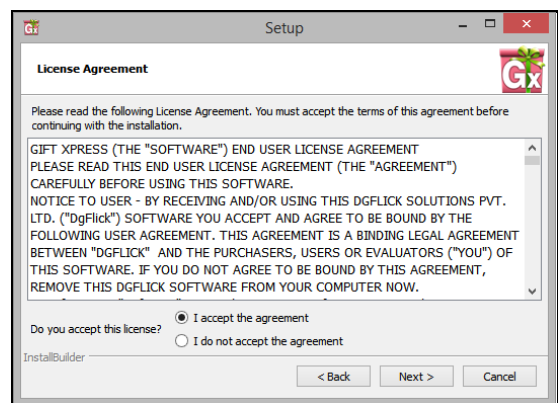 Setup
License Agreement
Gx
Please read the following License Agreement. You must accept the terms of this agreement before
continuing with the installation.
GIFT XPRESS (THE "SOFTWARE") END USER LICENSE AGREEMENT
PLEASE READ THIS END USER LICENSE AGREEMENT (THE "AGREEMENT")
CAREFULLY BEFORE USING THIS SOFTWARE.
NOTICE TO USER - BY RECEIVING AND/OR USING THIS DGFLICK SOLUTIONS PVT.
LTD. ("DgFlick") SOFTWARE YOU ACCEPT AND AGREE TO BE BOUND BY THE
FOLLOWING USER AGREEMENT. THIS AGREEMENT IS A BINDING LEGAL AGREEMENT
BETWEEN "DGFLICK" AND THE PURCHASERS, USERS OR EVALUATORS ("YOU") OF
THIS SOFTWARE. IF YOU DO NOT AGREE TO BE BOUND BY THIS AGREEMENT,
REMOVE THIS DGFLICK SOFTWARE FROM YOUR COMPUTER NOW.
Do you accept this license?
I accept the agreement
I do not accept the agreement
InstallBuilder
< Back Next > Cancel